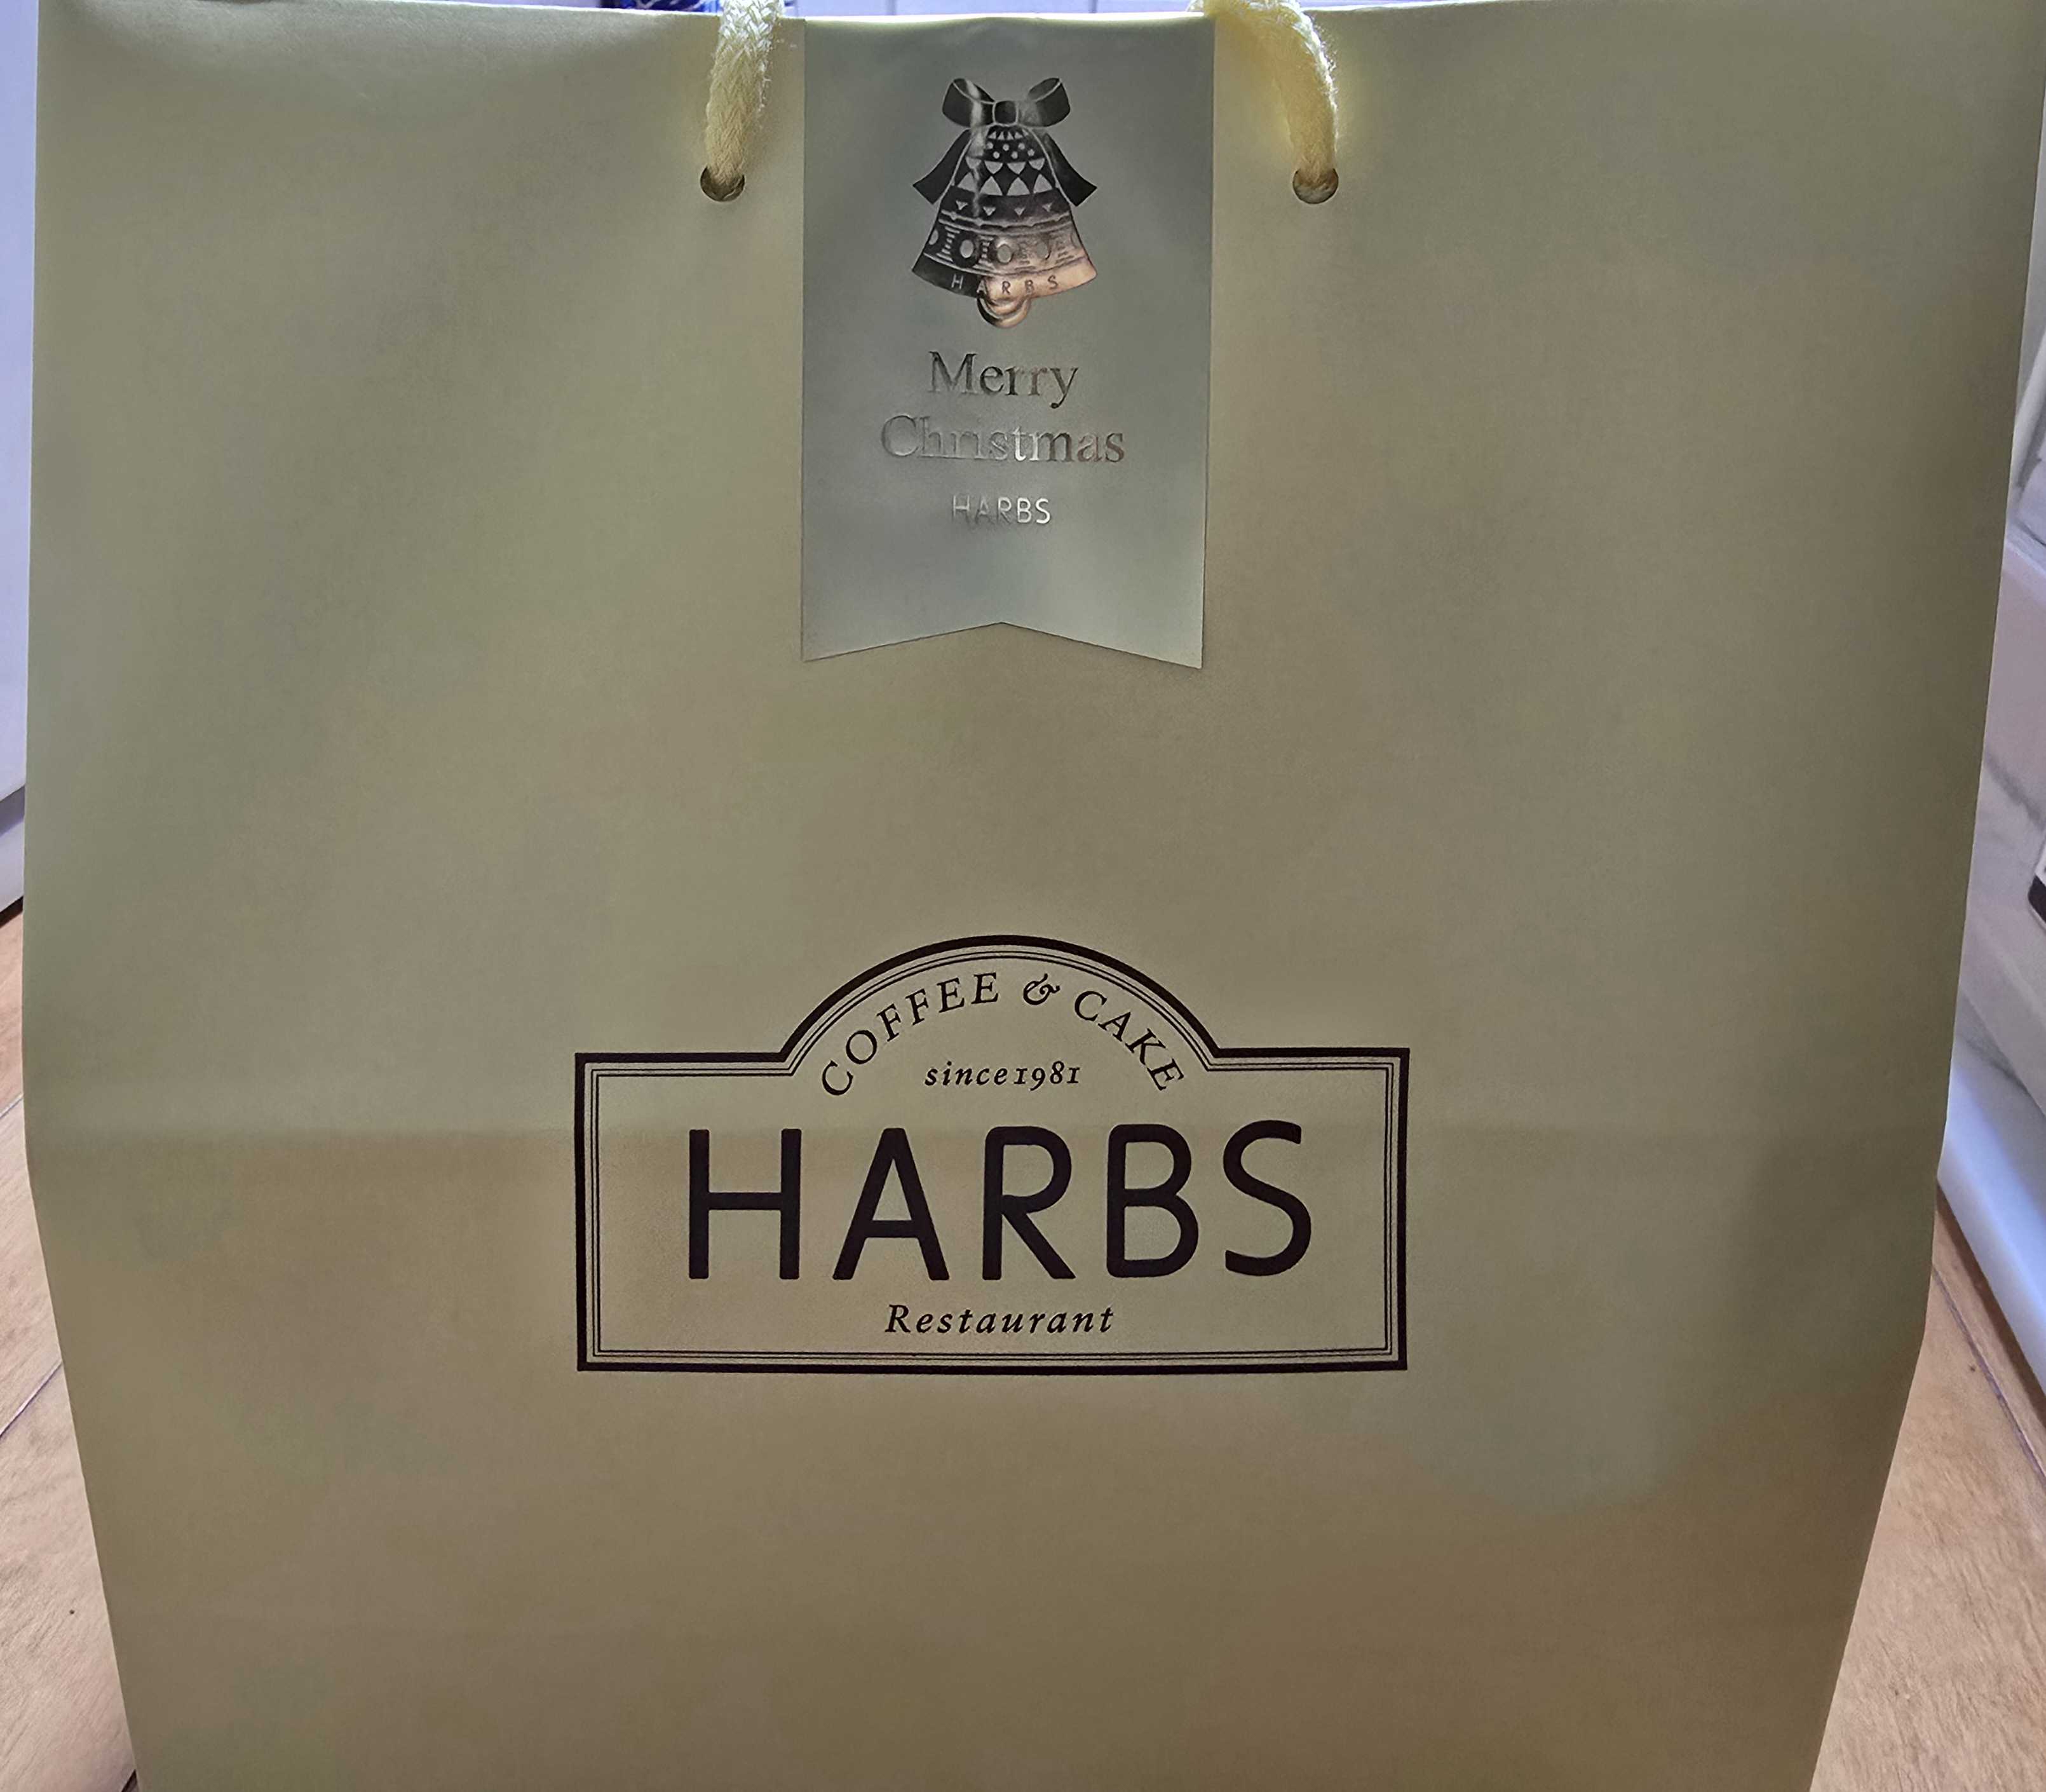 HARBS
Merry
Christmas
HARBS
COFFEE & CAKE
since 1981
HARBS
Restaurant